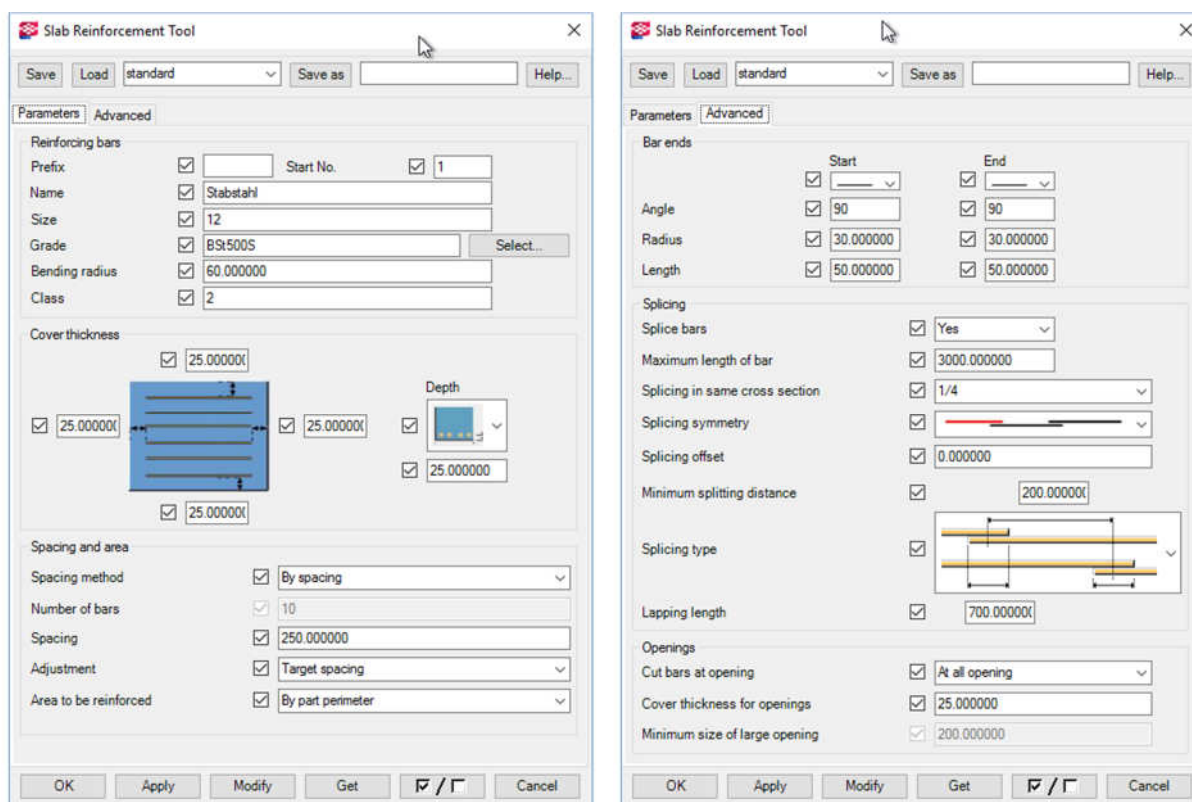 Slab Reinforcement Tool
Save Load standard Save as Help...
Parameters Advanced
Reinforcing bars
Prefix Start No. 1
Name Stabstahl
Size 12
Grade BSt500S Select...
Bending radius 60.000000
Class 2
Cover thickness
25.000000
Depth
25.000000 25.000000
25.000000
25.000000
Spacing and area
Spacing method By spacing
Number of bars 10
Spacing 250.000000
Adjustment Target spacing
Area to be reinforced By part perimeter
OK Apply Modify Get / Cancel
Slab Reinforcement Tool
Save Load standard Save as Help...
Parameters Advanced
Bar ends
Start End
Angle 90 90
Radius 30.000000 30.000000
Length 50.000000 50.000000
Splicing
Splice bars Yes
Maximum length of bar 3000.000000
Splicing in same cross section 1/4
Splicing symmetry
Splicing offset 0.000000
Minimum splitting distance 200.000000
Splicing type
Lapping length 700.000000
Openings
Cut bars at opening At all opening
Cover thickness for openings 25.000000
Minimum size of large opening 200.000000
OK Apply Modify Get / Cancel